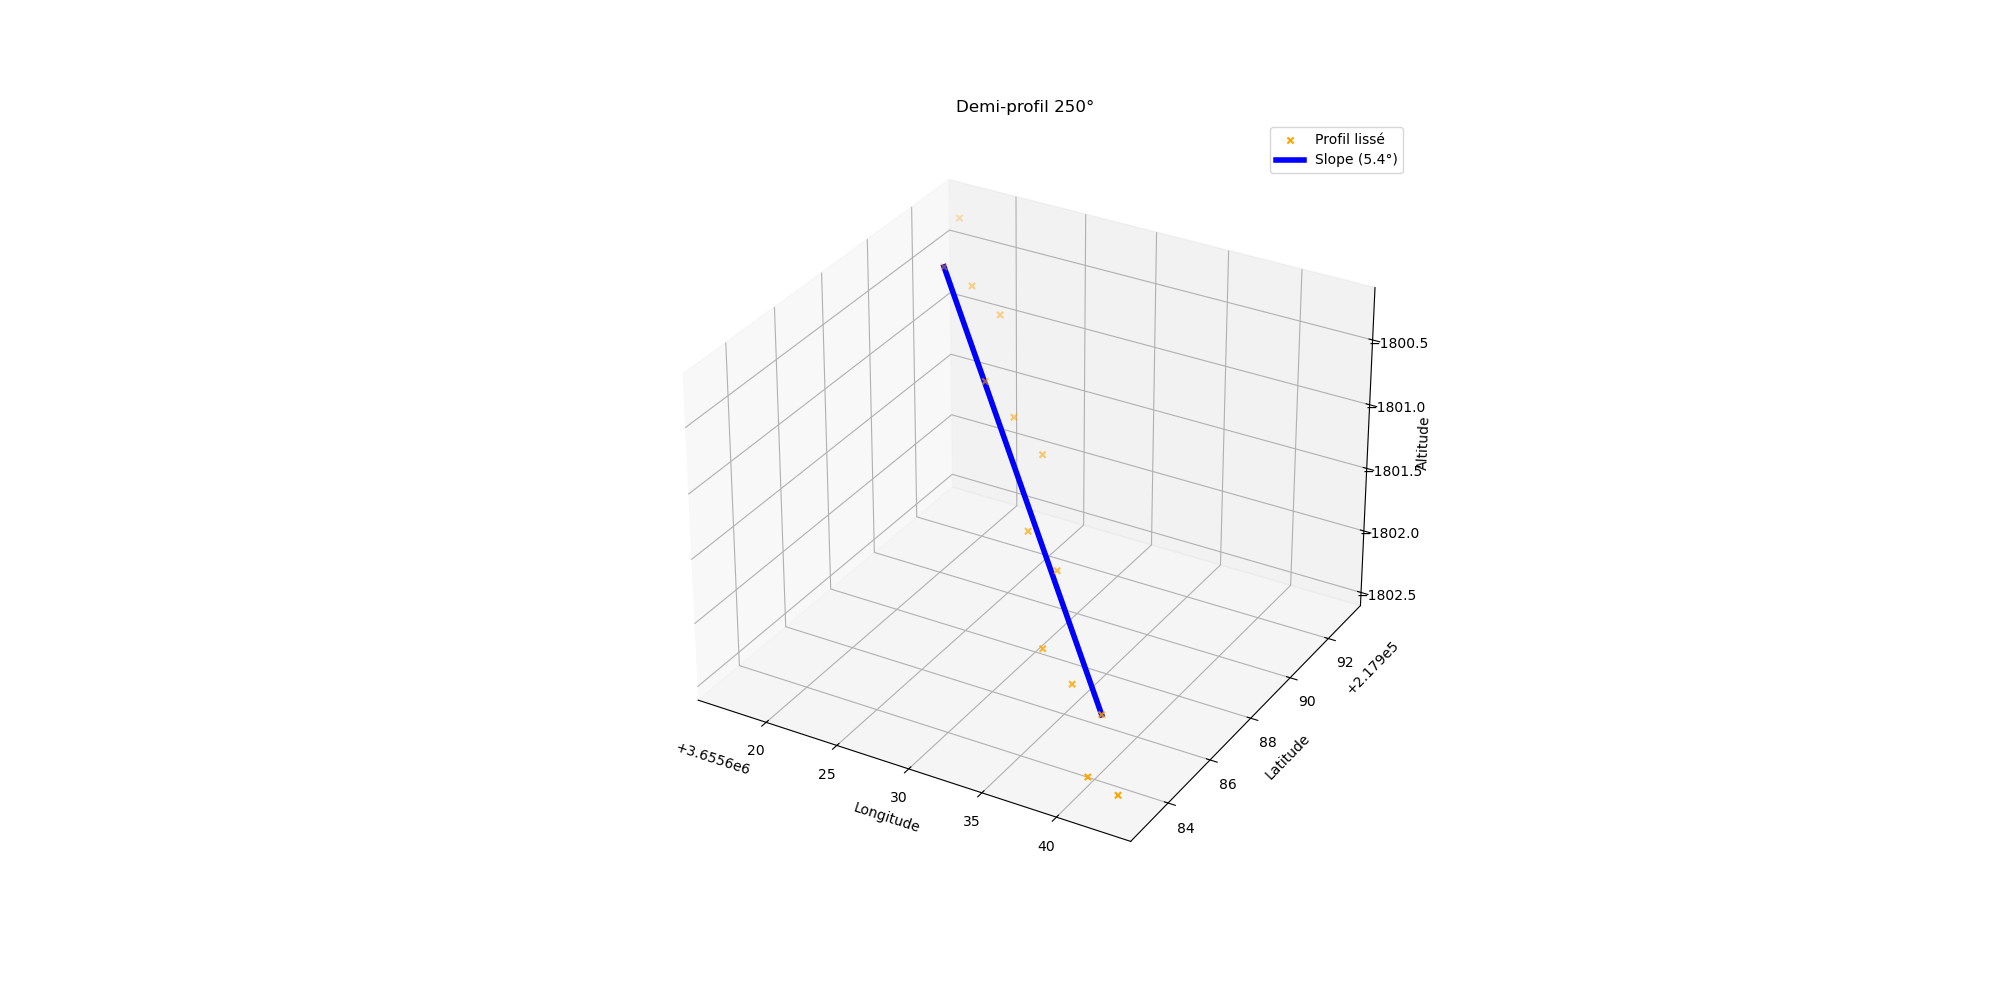 Demi-profil 250°
Profil lissé
Slope (5.4°)
−1800.5
−1801.0
−1801.5
−1802.0
−1802.5
Altitude
92
90
88
86
84
+2.179e5
Latitude
20
25
30
35
40
+3.6556e6
Longitude